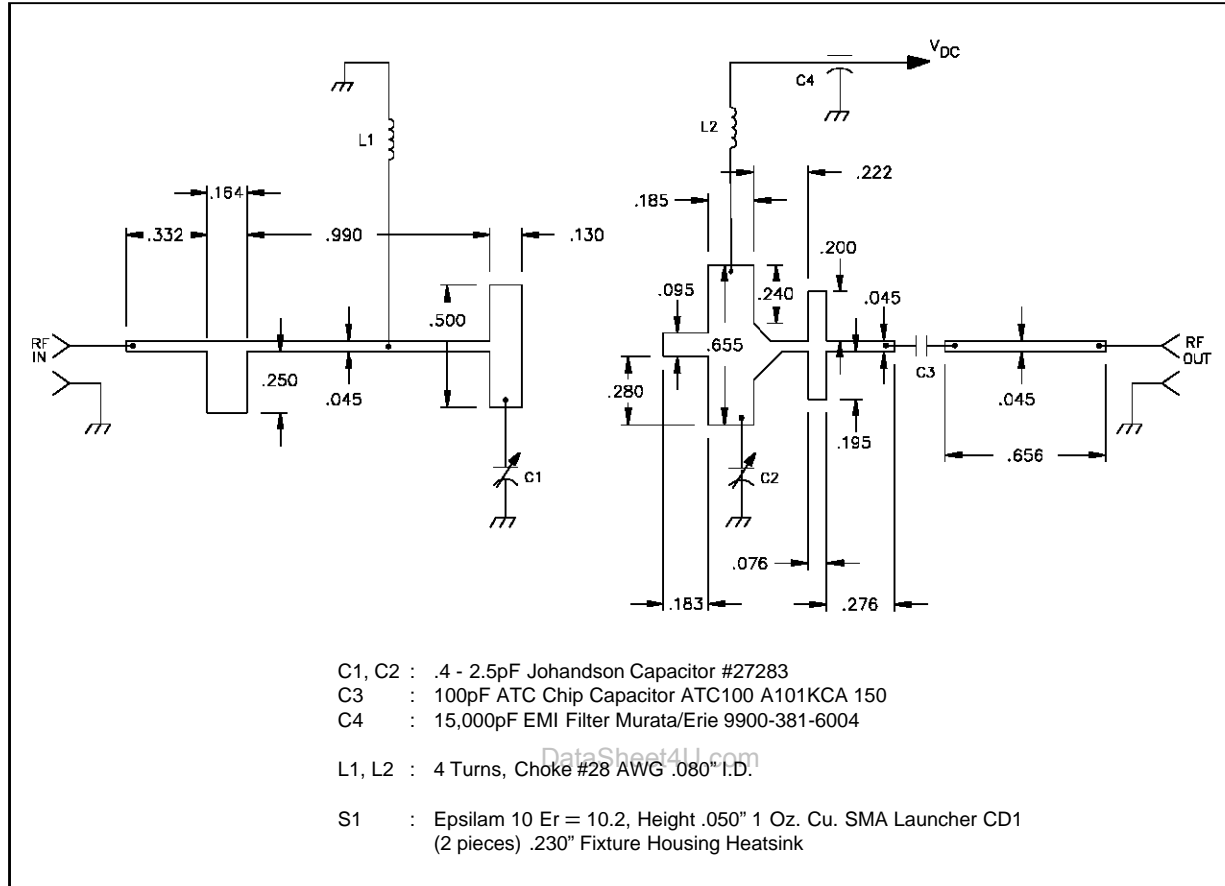 V DC
C4
L1
L2
.164
.222
.185
.332
.990
.130
.200
.095
.240
.045
.500
RF IN
.655
RF OUT
.250
C3
.280
.045
.045
.195
.656
C1
C2
.076
.183
.276
C1, C2 : .4 - 2.5pF Johandson Capacitor #27283
C3 : 100pF ATC Chip Capacitor ATC100 A101KCA 150
C4 : 15,000pF EMI Filter Murata/Erie 9900-381-6004
DataSheet4U.com
L1, L2 : 4 Turns, Choke #28 AWG .080” I.D.
S1 : Epsilam 10 Er = 10.2, Height .050” 1 Oz. Cu. SMA Launcher CD1
(2 pieces) .230” Fixture Housing Heatsink